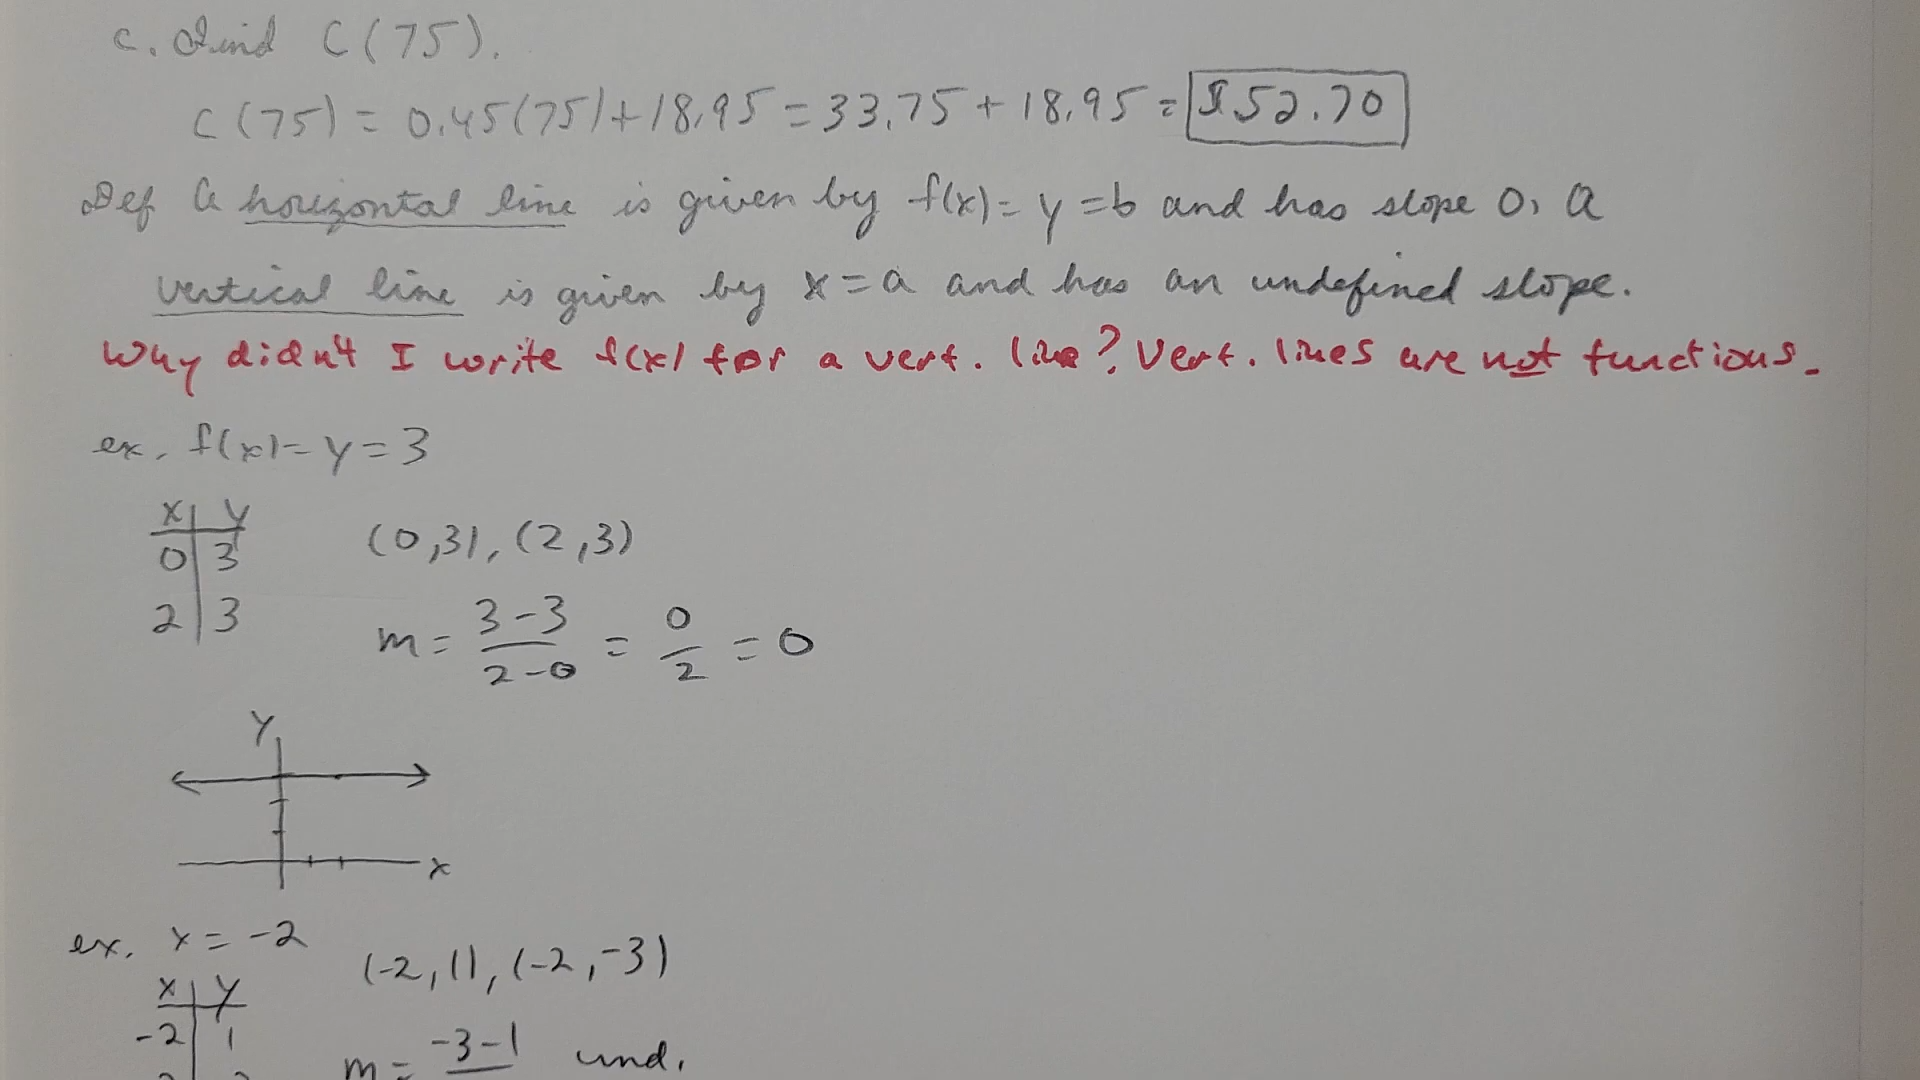 c. Find C(75).
C(75) = 0.45(75) + 18.95 = 33.75 + 18.95 = $52.70
Def A horizontal line is given by f(x) = y = b and has slope 0. A
vertical line is given by x = a and has an undefined slope.
Why didn't I write f(x) for a vert. line? Vert. lines are not functions.
ex. f(x) = y = 3
x | y
0 | 3 (0,3), (2,3)
2 | 3
m = (3-3)/(2-0) = 0/2 = 0
y
x
ex. x = -2
(-2,1), (-2,-3)
x | y
-2 | 1
m = -3-1 und.